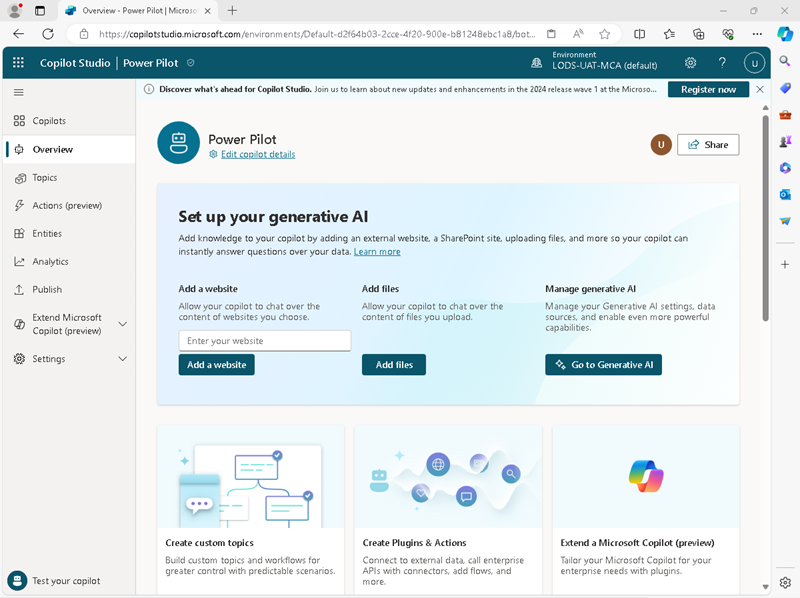 Overview - Power Pilot | Microsof
https://copilotstudio.microsoft.com/environments/Default-d2f64b03-2cce-4f20-900e-b81248ebc1a8/bot...
Copilot Studio | Power Pilot
Environment
LODS-UAT-MCA (default)
?
U
Discover what's ahead for Copilot Studio. Join us to learn about new updates and enhancements in the 2024 release wave 1 at the Microso...
Register now
Copilots
Overview
Topics
Actions (preview)
Entities
Analytics
Publish
Extend Microsoft
Copilot (preview)
Settings
Test your copilot
Power Pilot
Edit copilot details
U
Share
Set up your generative AI
Add knowledge to your copilot by adding an external website, a SharePoint site, uploading files, and more so your copilot can
instantly answer questions over your data. Learn more
Add a website
Allow your copilot to chat over the
content of websites you choose.
Enter your website
Add a website
Add files
Allow your copilot to chat over the
content of files you upload.
Add files
Manage generative AI
Manage your Generative AI settings, data
sources, and enable even more powerful
capabilities.
Go to Generative AI
Create custom topics
Build custom topics and workflows for
greater control with predictable scenarios.
Create Plugins & Actions
Connect to external data, call enterprise
APIs with connectors, add flows, and
more.
Extend a Microsoft Copilot (preview)
Tailor your Microsoft Copilot for your
enterprise needs with plugins.